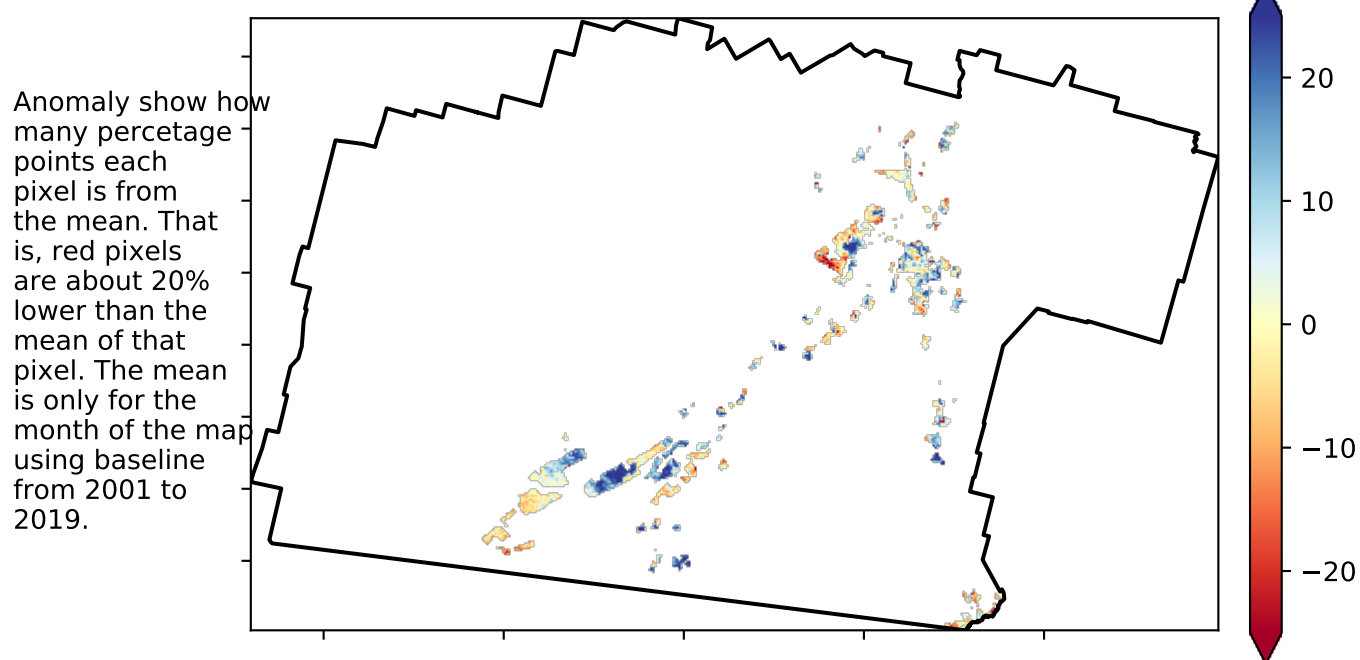 Anomaly show how
many percetage
points each
pixel is from
the mean. That
is, red pixels
are about 20%
lower than the
mean of that
pixel. The mean
is only for the
month of the map
using baseline
from 2001 to
2019.
20
10
0
−10
−20